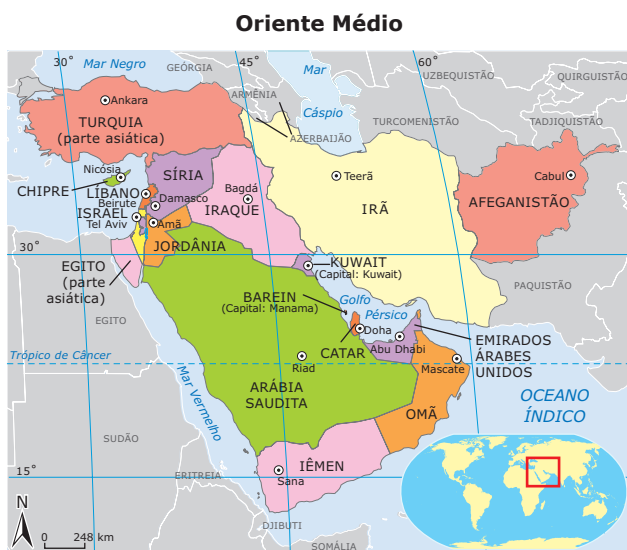 Oriente Médio
30°
45°
60°
Mar Negro
GEÓRGIA
Mar
Cáspio
UZBEQUISTÃO
QUIRGUISTÃO
ARMÊNIA
AZERBAIJÃO
TURCOMENISTÃO
TADJIQUISTÃO
Ankara
TURQUIA
(parte asiática)
Nicósia
CHIPRE
SÍRIA
LÍBANO
Beirute
Damasco
ISRAEL
Tel Aviv
Amã
JORDÂNIA
Bagdá
IRAQUE
Teerã
IRÃ
Cabul
AFEGANISTÃO
30°
EGITO
(parte
asiática)
KUWAIT
(Capital: Kuwait)
PAQUISTÃO
EGITO
BAREIN
(Capital: Manama)
Golfo
Pérsico
Doha
CATAR
Abu Dhabi
EMIRADOS
ÁRABES
UNIDOS
Trópico de Câncer
Mar Vermelho
Riad
ARÁBIA
SAUDITA
Mascate
OMÃ
OCEANO
ÍNDICO
SUDÃO
IÊMEN
Sana
15°
ERITREIA
DJIBUTI
SOMÁLIA
N
0 248 km